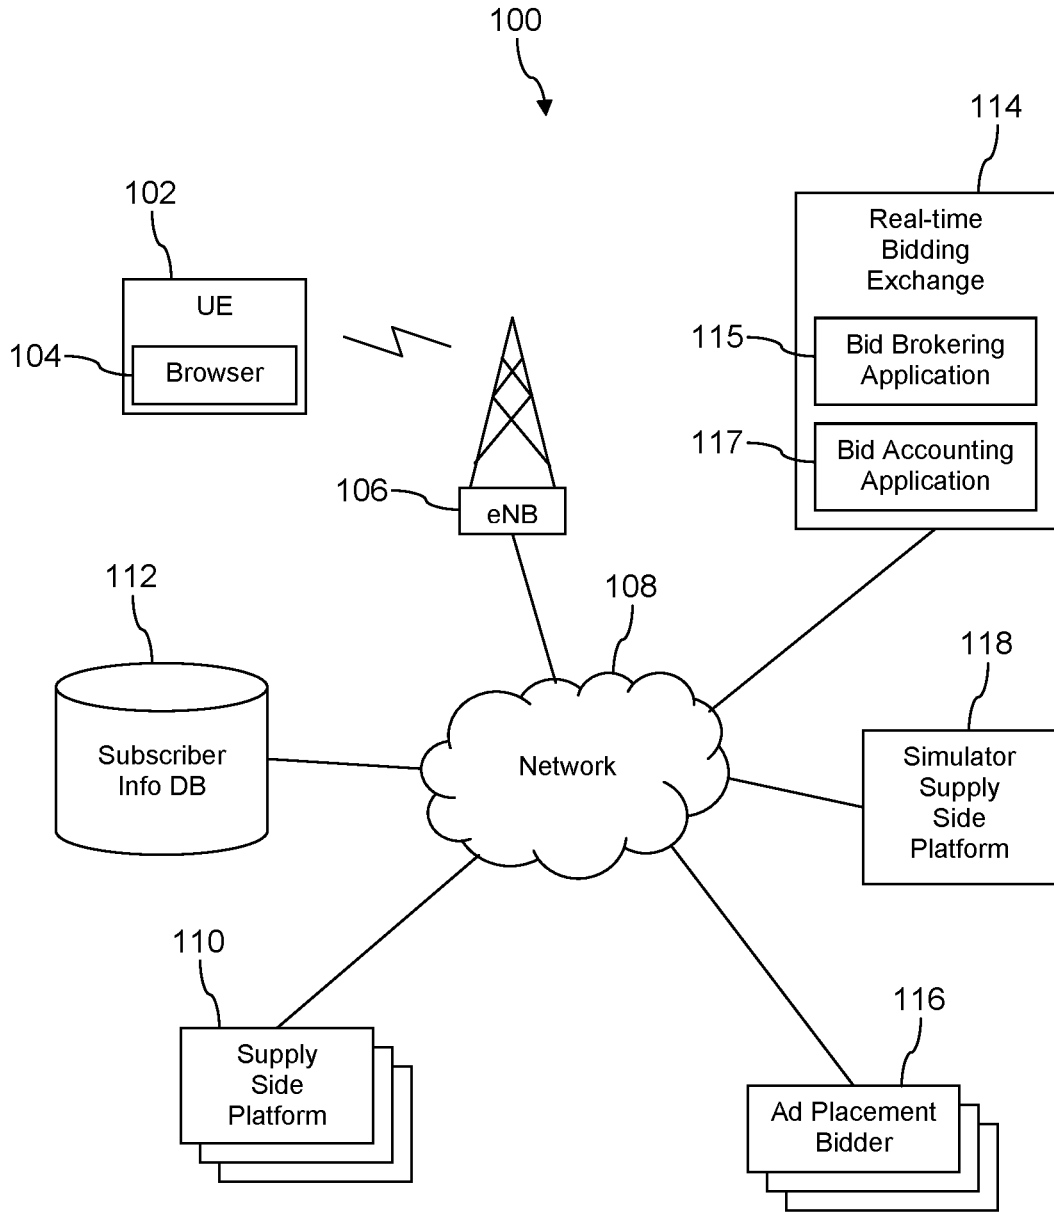 100
114
102
Real-time
Bidding
Exchange
UE
115
Bid Brokering
Application
104
Browser
117
Bid Accounting
Application
106
eNB
112
108
118
Subscriber
Info DB
Network
Simulator
Supply
Side
Platform
110
116
Supply
Side
Platform
Ad Placement
Bidder